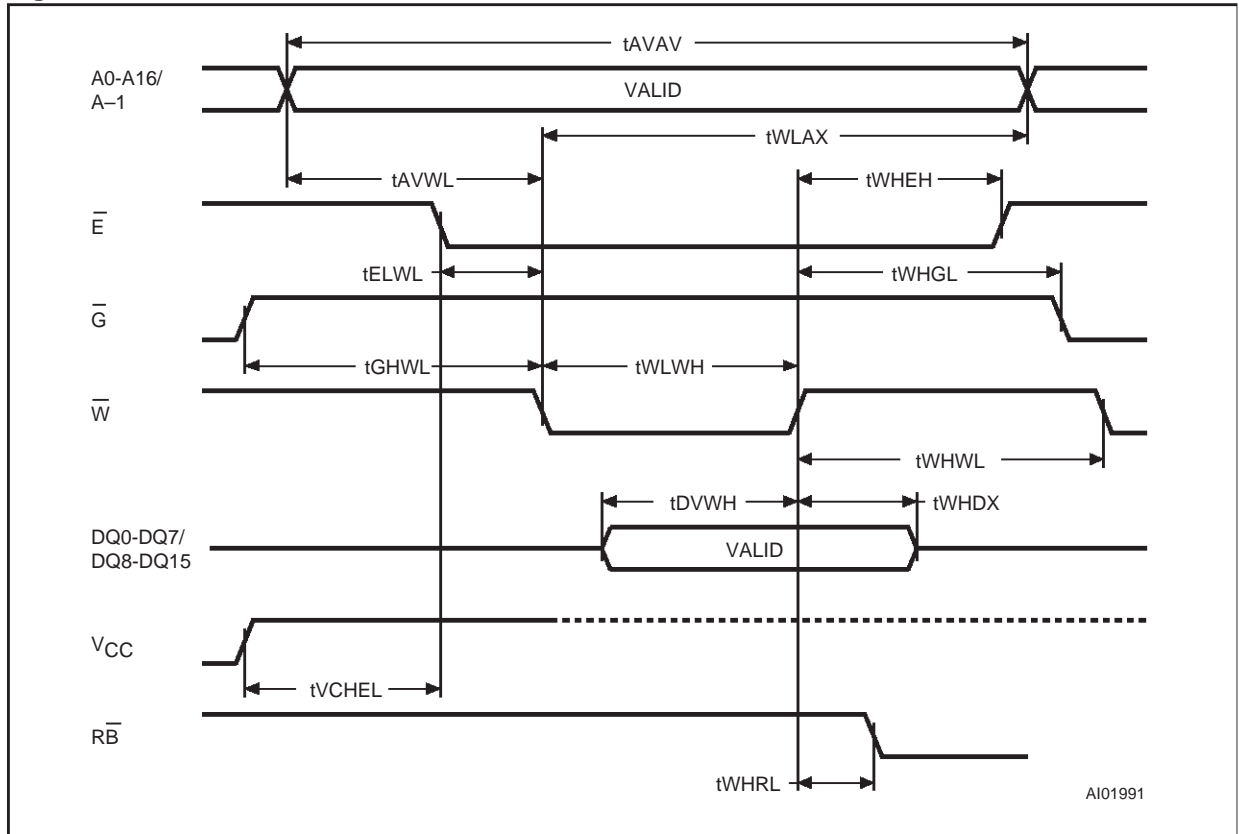 tAVAV
A0-A16/
A–1
VALID
tWLAX
tAVWL
tWHEH
E̅
tELWL
tWHGL
G̅
tGHWL
tWLWH
W̅
tWHWL
tDVWH
tWHDX
DQ0-DQ7/
DQ8-DQ15
VALID
VCC
tVCHEL
RB̅
tWHRL
AI01991